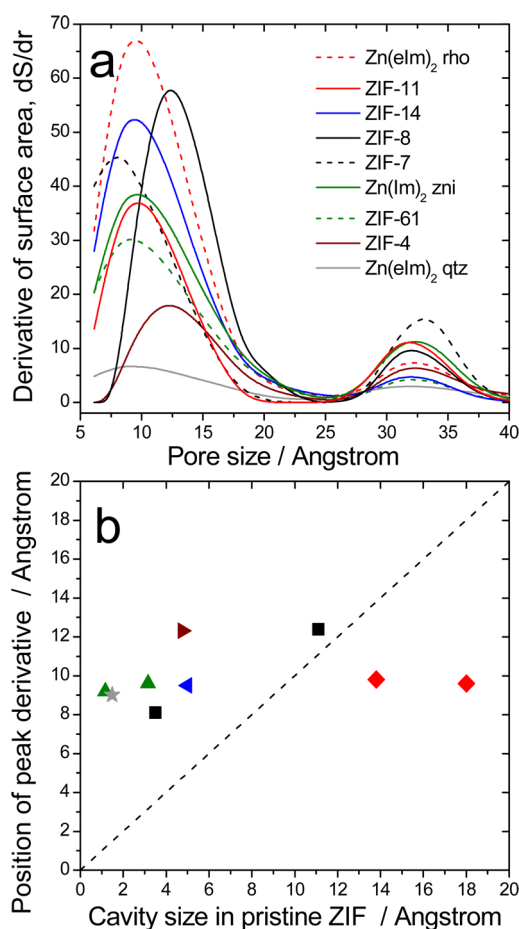 a
Derivative of surface area, dS/dr
70
60
50
40
30
20
10
0
Zn(eIm)₂ rho
ZIF-11
ZIF-14
ZIF-8
ZIF-7
Zn(Im)₂ zni
ZIF-61
ZIF-4
Zn(eIm)₂ qtz
5 10 15 20 25 30 35 40
Pore size / Angstrom
b
Position of peak derivative / Angstrom
20
18
16
14
12
10
8
6
4
2
0
0 2 4 6 8 10 12 14 16 18 20
Cavity size in pristine ZIF / Angstrom